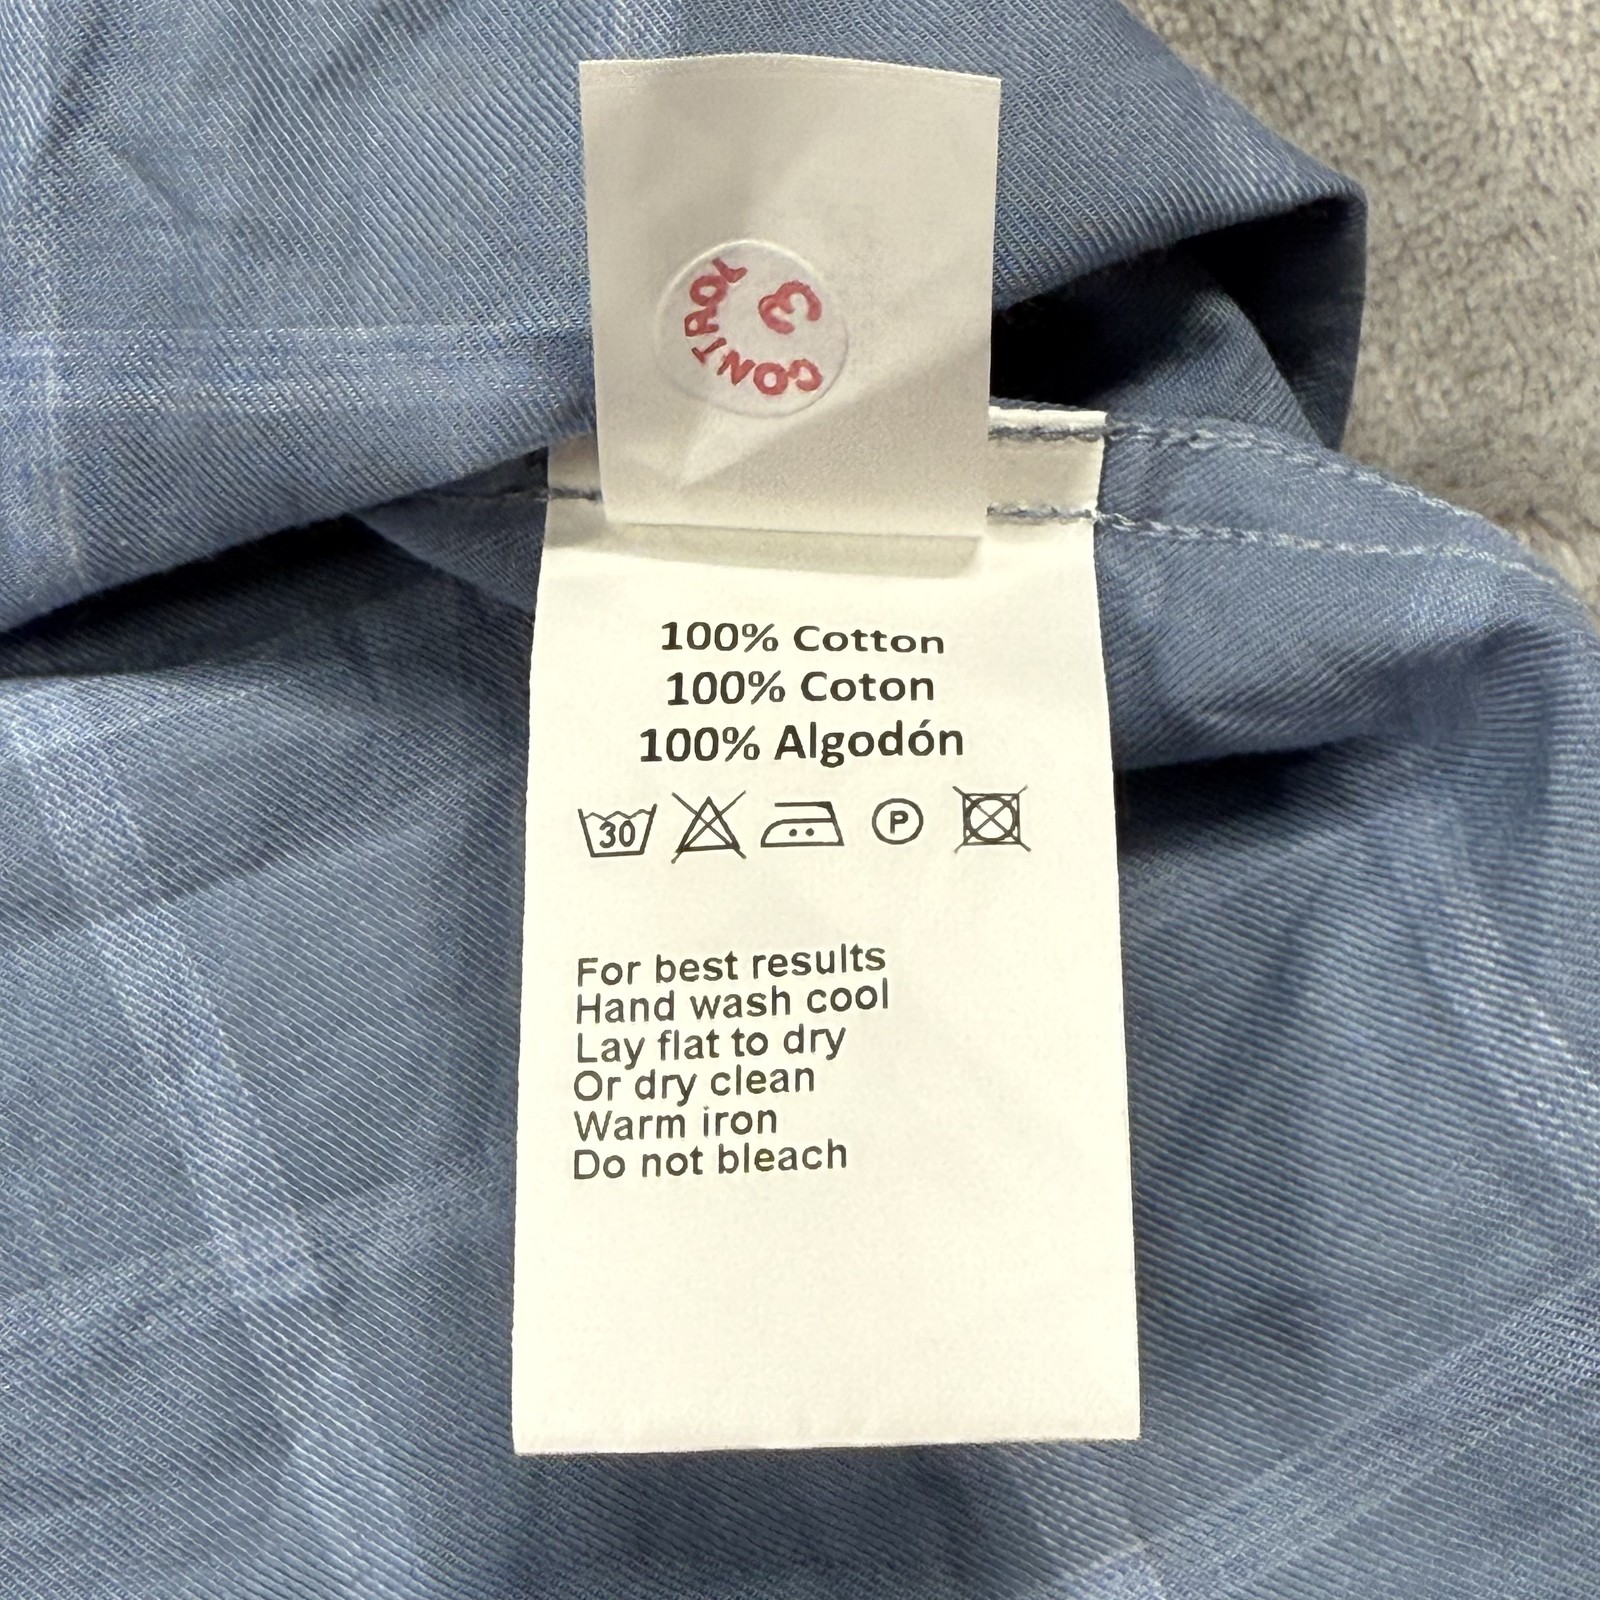 CONTROL
3
100% Cotton
100% Coton
100% Algodón
30
P
For best results
Hand wash cool
Lay flat to dry
Or dry clean
Warm iron
Do not bleach